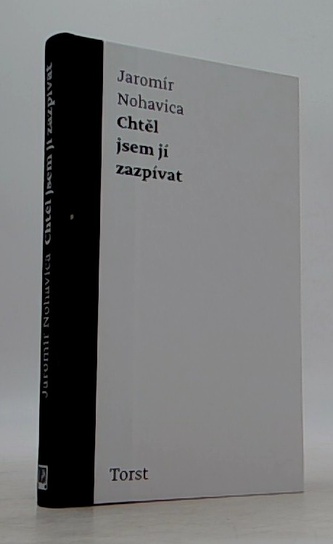 Jaromír
Nohavica
Chtěl
jsem jí
zazpívat
Torst
Jaromír Nohavica Chtěl jsem jí zazpívat